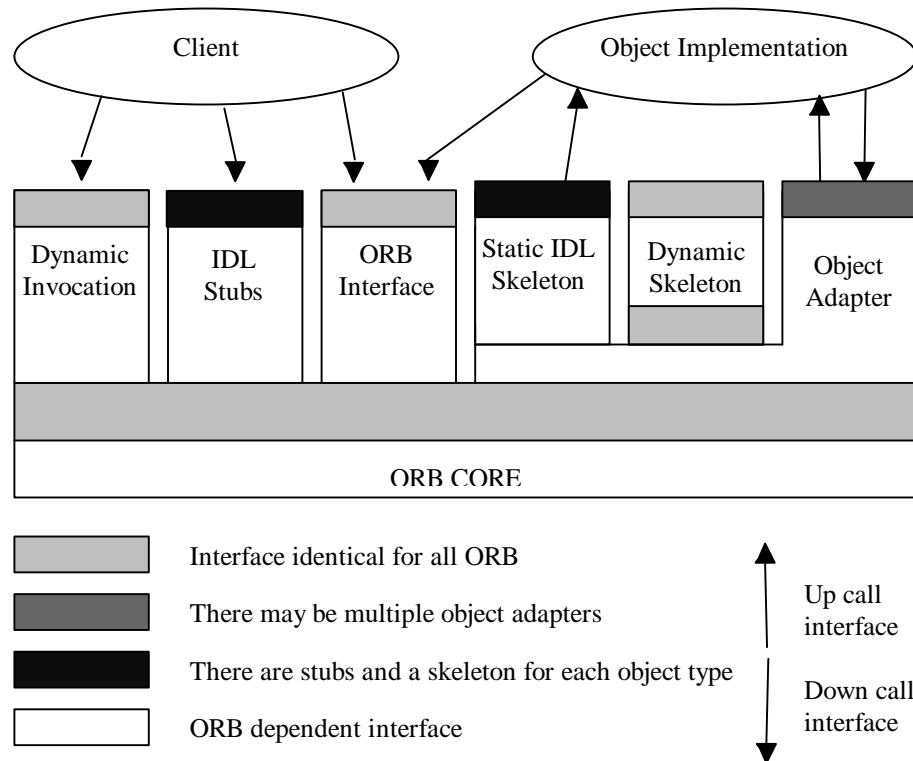 Client
Object Implementation
Dynamic
Invocation
IDL
Stubs
ORB
Interface
Static IDL
Skeleton
Dynamic
Skeleton
Object
Adapter
ORB CORE
Interface identical for all ORB
There may be multiple object adapters
There are stubs and a skeleton for each object type
ORB dependent interface
Up call
interface
Down call
interface